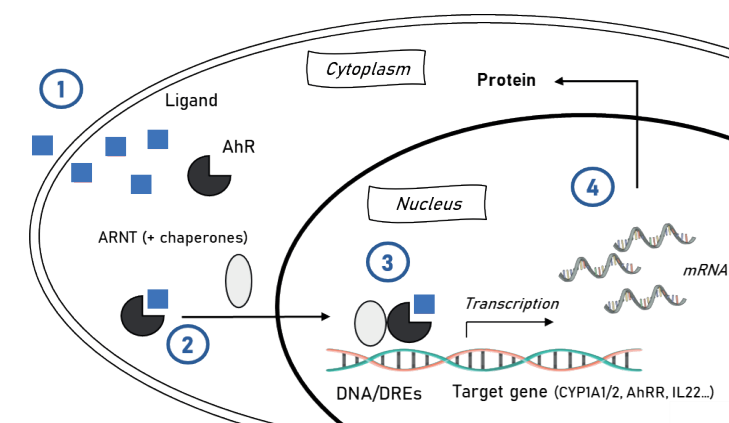 Cytoplasm
Protein
1
Ligand
AhR
4
Nucleus
ARNT (+ chaperones)
3
mRNA
Transcription
2
DNA/DREs
Target gene (CYP1A1/2, AhRR, IL22...)